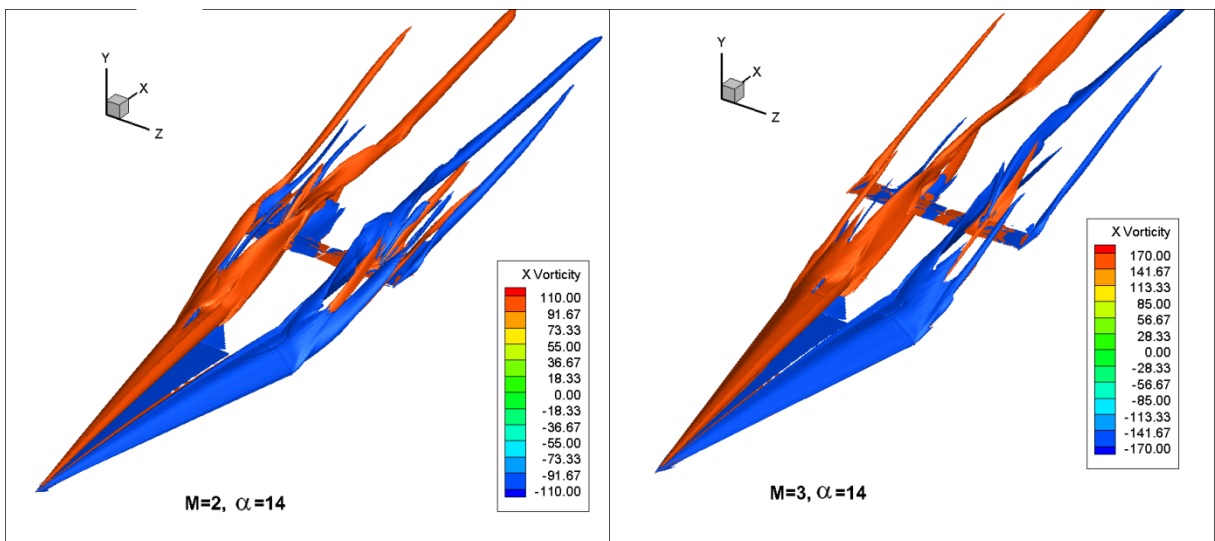 Y
X
Z
X Vorticity
110.00
91.67
73.33
55.00
36.67
18.33
0.00
-18.33
-36.67
-55.00
-73.33
-91.67
-110.00
M=2, α=14
Y
X
Z
X Vorticity
170.00
141.67
113.33
85.00
56.67
28.33
0.00
-28.33
-56.67
-85.00
-113.33
-141.67
-170.00
M=3, α=14